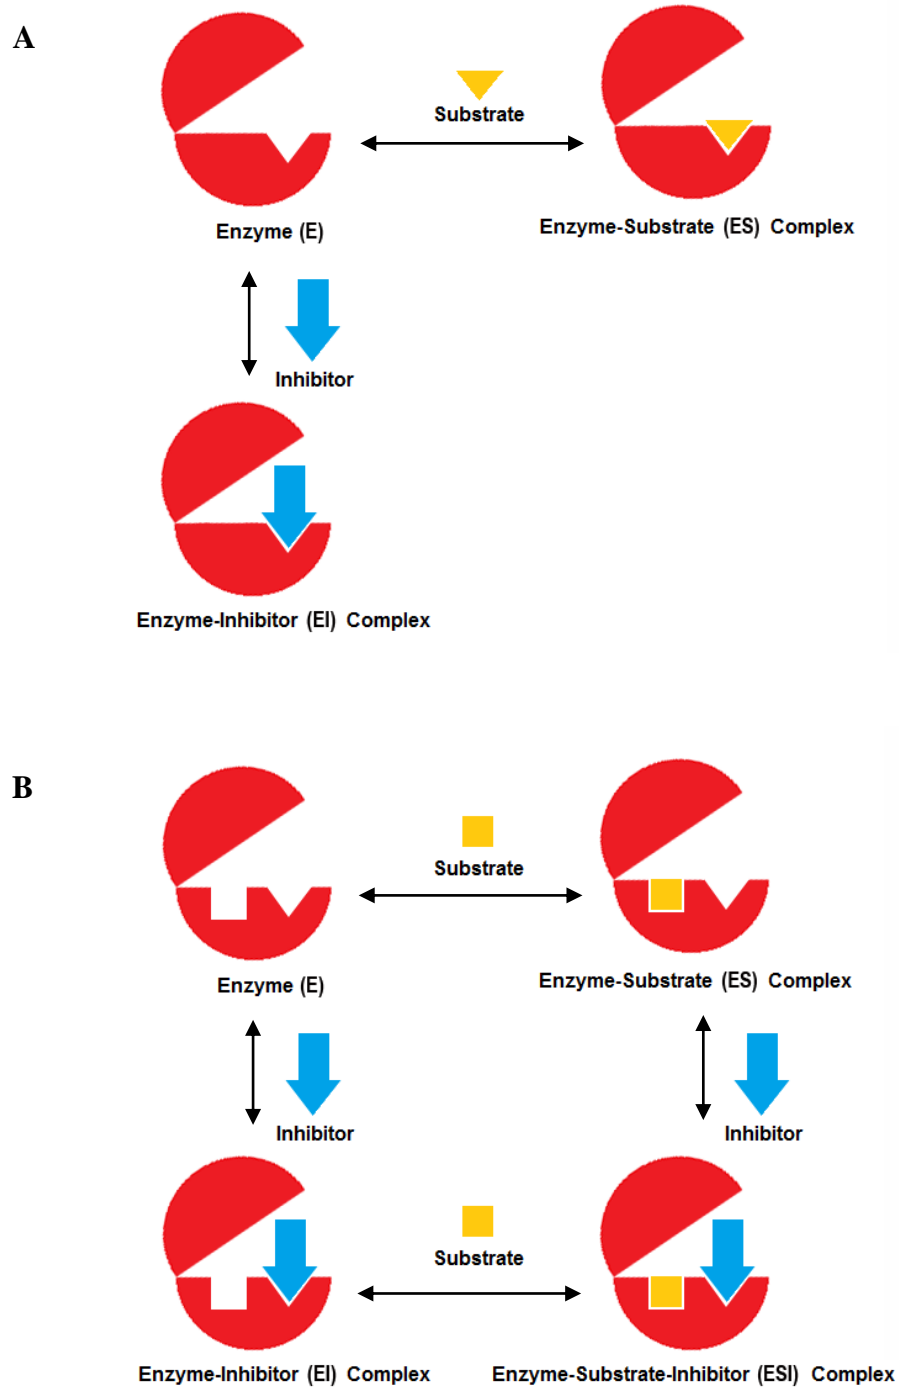 A
Substrate
Enzyme (E)
Enzyme-Substrate (ES) Complex
Inhibitor
Enzyme-Inhibitor (EI) Complex
B
Substrate
Enzyme (E)
Enzyme-Substrate (ES) Complex
Inhibitor
Inhibitor
Substrate
Enzyme-Inhibitor (EI) Complex
Enzyme-Substrate-Inhibitor (ESI) Complex